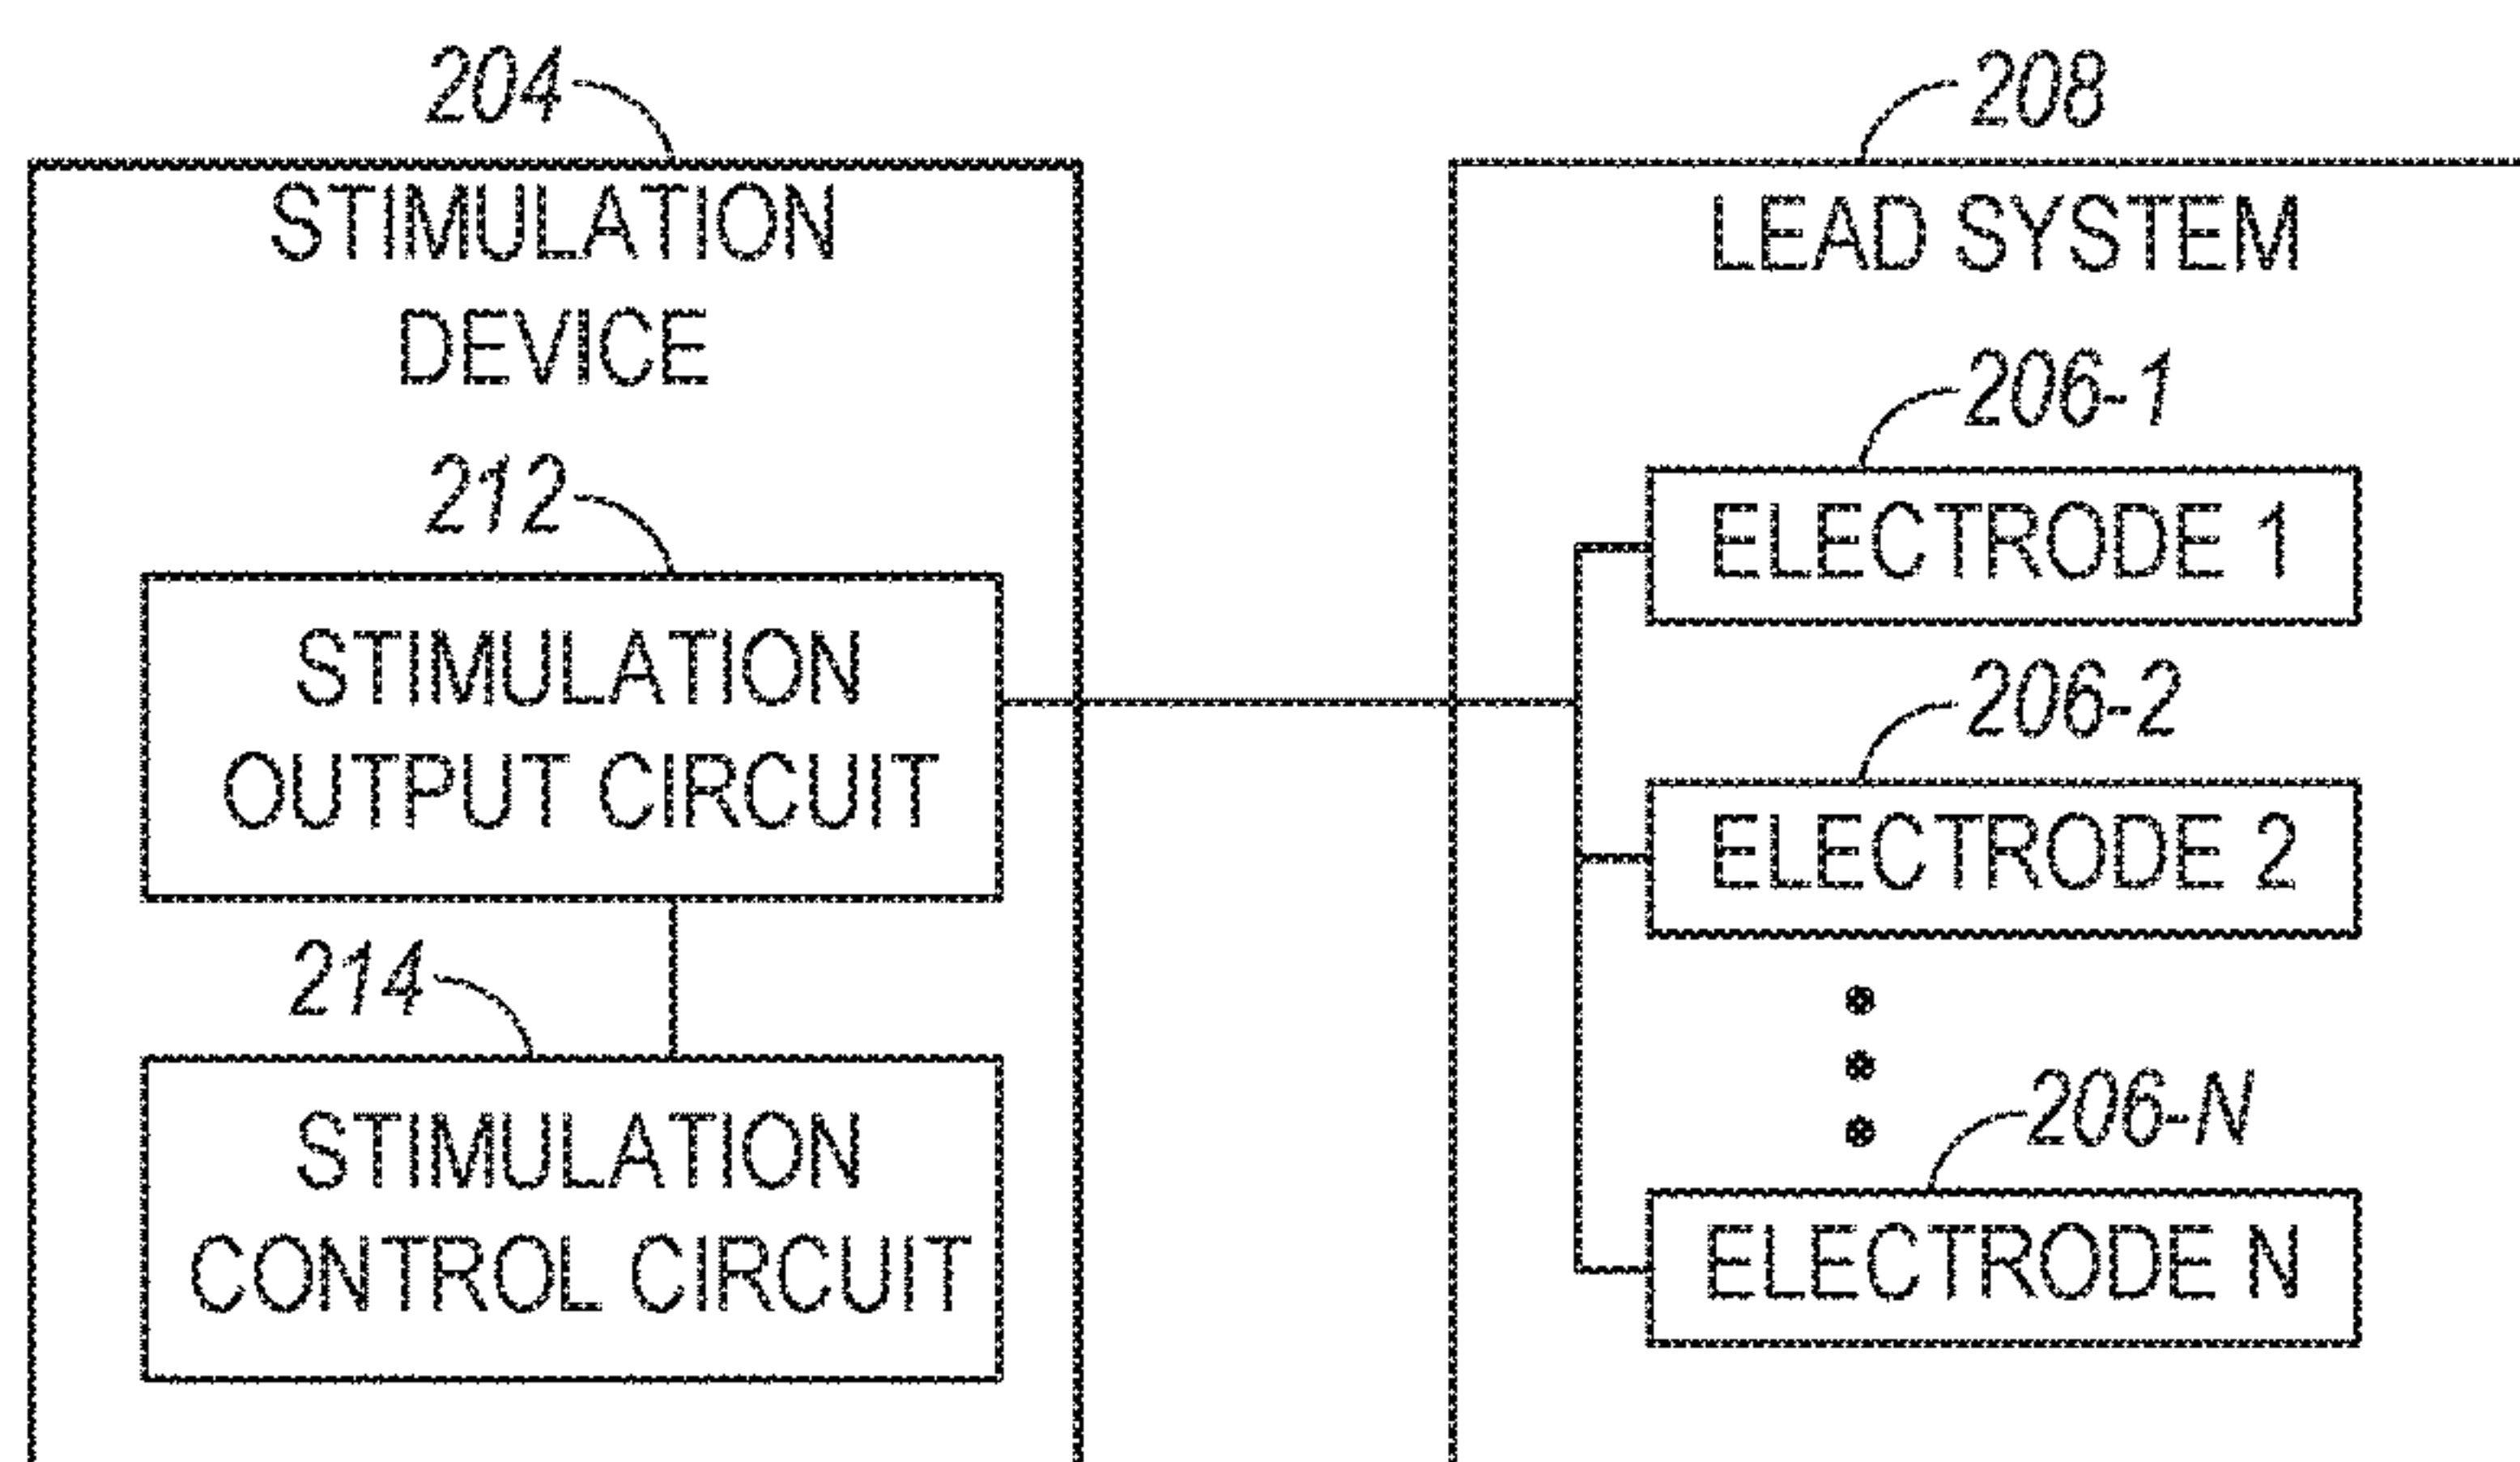 204
STIMULATION
DEVICE
212
STIMULATION
OUTPUT CIRCUIT
214
STIMULATION
CONTROL CIRCUIT
208
LEAD SYSTEM
206-1
ELECTRODE 1
206-2
ELECTRODE 2
206-N
ELECTRODE N